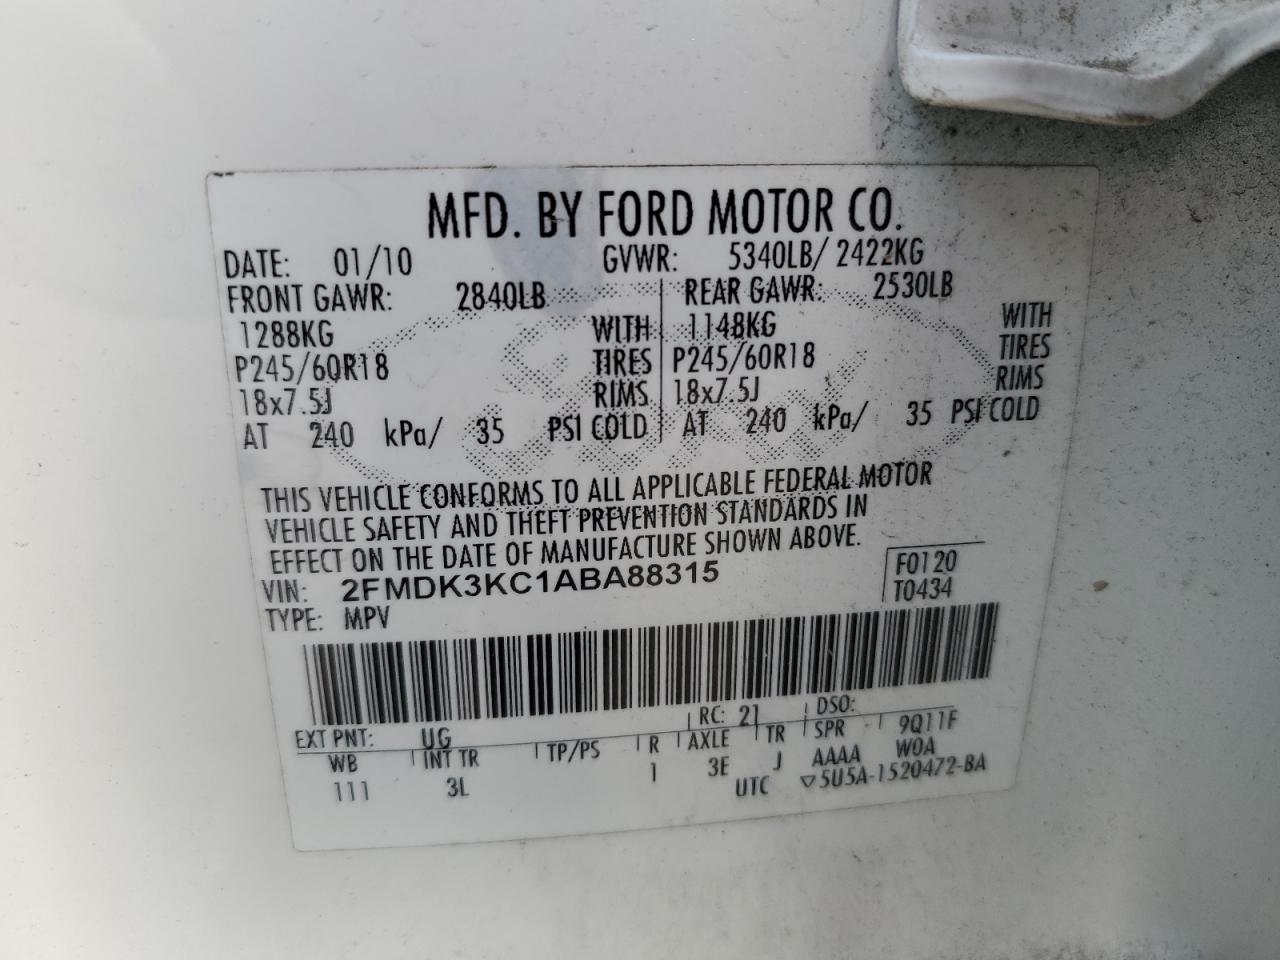 MFD. BY FORD MOTOR CO.
DATE: 01/10 GVWR: 5340LB/ 2422KG
FRONT GAWR: 2840LB REAR GAWR: 2530LB
1288KG WITH 1148KG WITH
P245/60R18 TIRES P245/60R18 TIRES
18x7.5J RIMS 18x7.5J RIMS
AT 240 kPa/ 35 PSI COLD AT 240 kPa/ 35 PSI COLD
THIS VEHICLE CONFORMS TO ALL APPLICABLE FEDERAL MOTOR
VEHICLE SAFETY AND THEFT PREVENTION STANDARDS IN
EFFECT ON THE DATE OF MANUFACTURE SHOWN ABOVE.
VIN: 2FMDK3KC1ABA88315 F0120
TYPE: MPV T0434
EXT PNT: UG RC: 21 DSO: 9Q11F
WB INT TR TP/PS R AXLE TR SPR W0A
111 3L 1 3E J AAAA
UTC ▽5U5A-1520472-BA